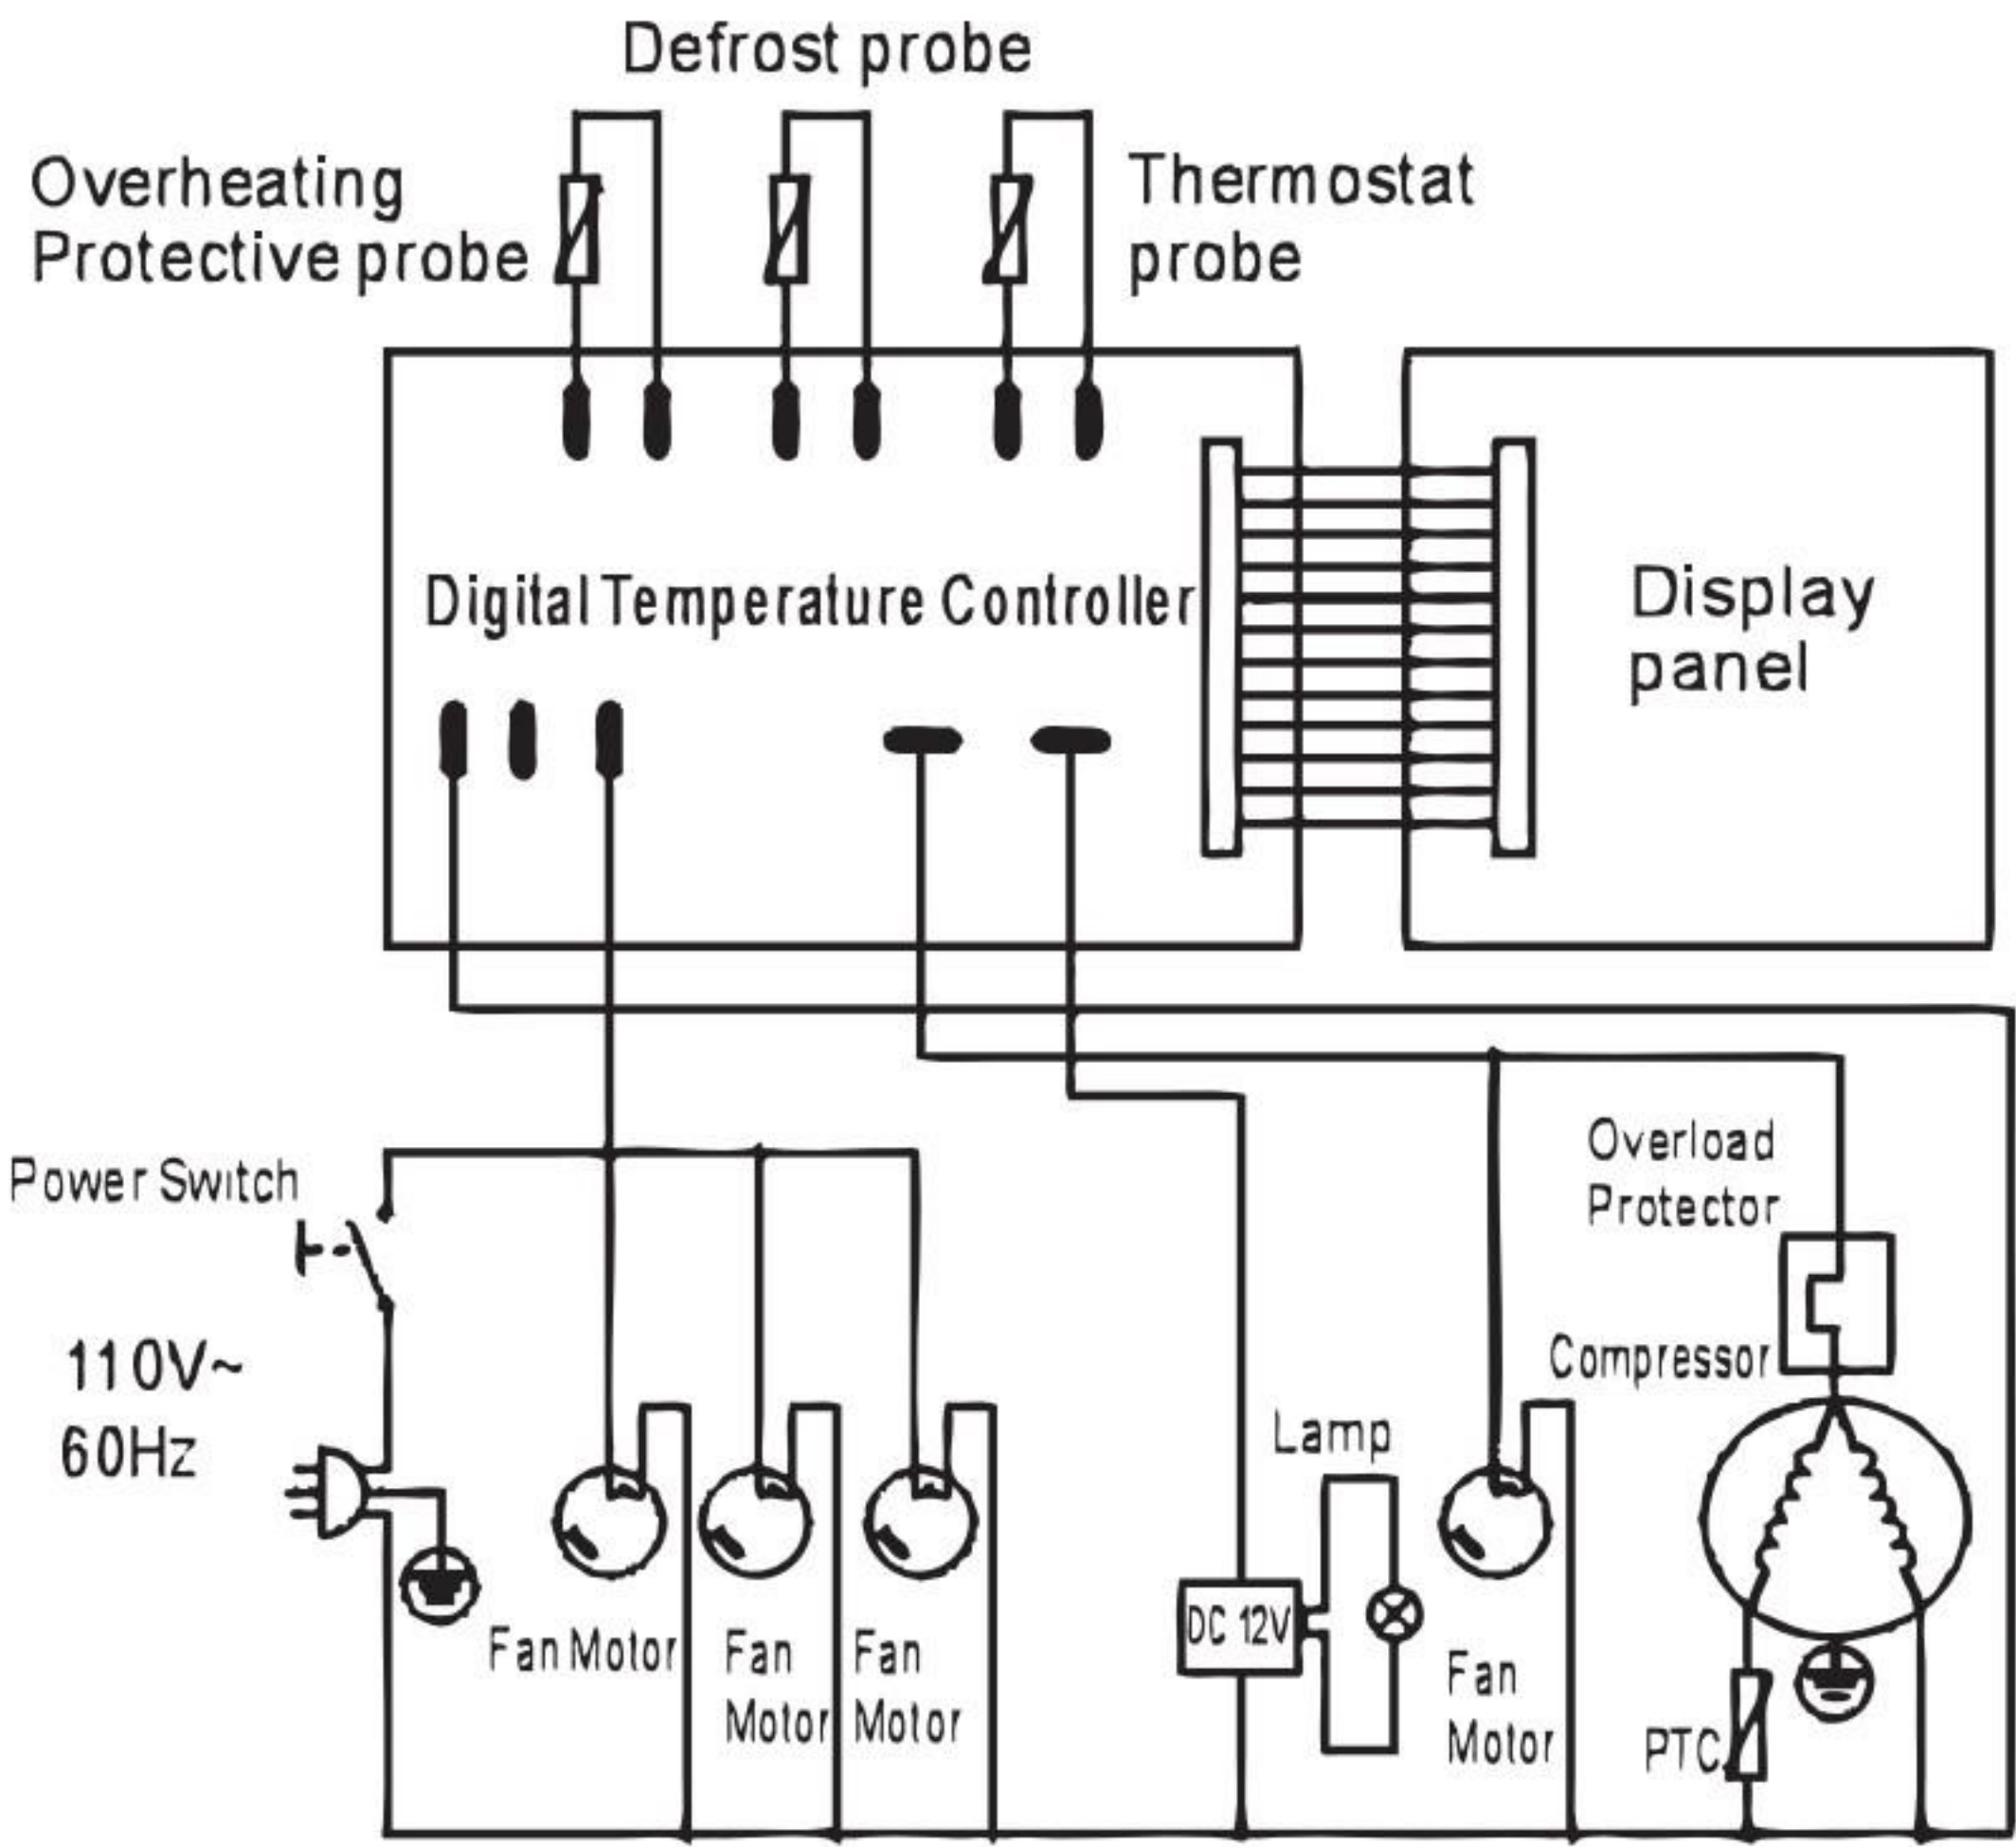 Defrost probe
Overheating
Protective probe
Thermostat
probe
Digital Temperature Controller
Display
panel
Power Switch
110V~
60Hz
Overload
Protector
Compressor
Lamp
DC 12V
Fan Motor
Fan
Motor
Fan
Motor
Fan
Motor
PTC